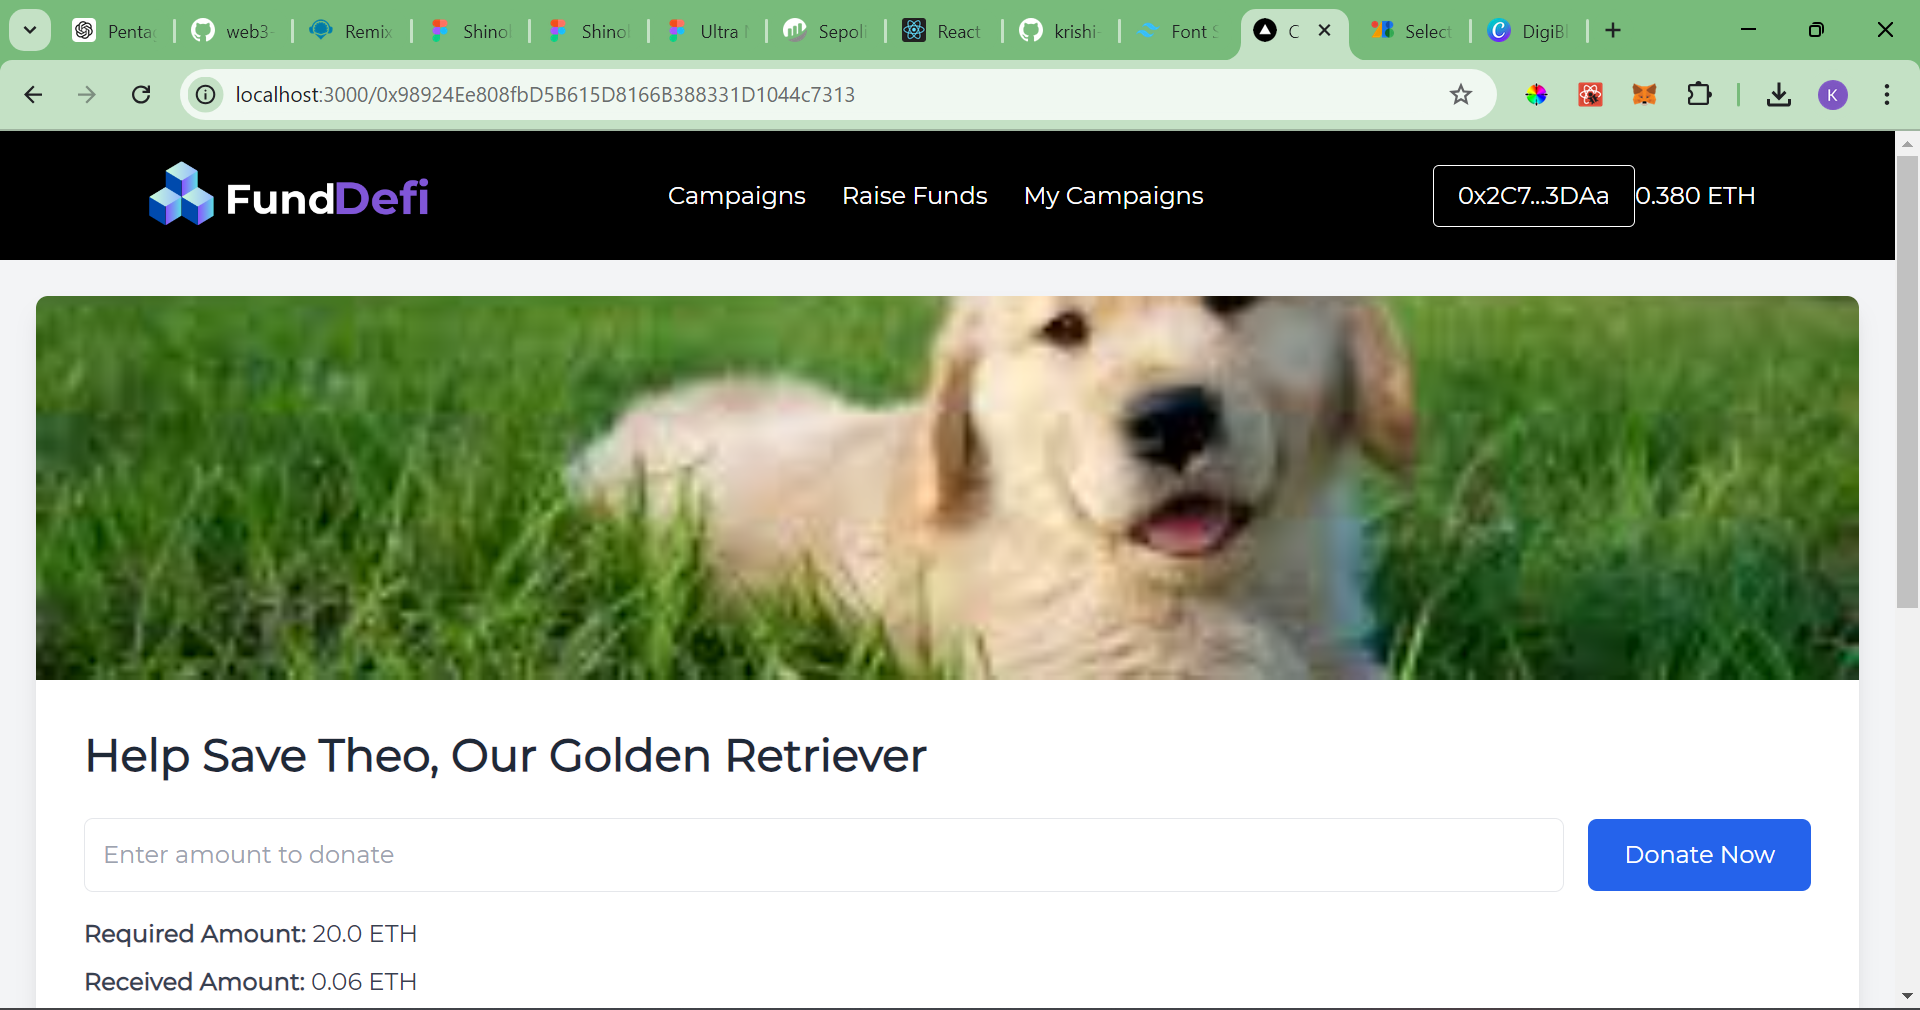 Penta
web3-
Remix
Shinol
Shinol
Ultra
Sepoli
React
krishi-
Font S
C
Select
DigiBl
localhost:3000/0x98924Ee808fbD5B615D8166B388331D1044c7313
K
FundDefi
Campaigns
Raise Funds
My Campaigns
0x2C7...3DAa
0.380 ETH
Help Save Theo, Our Golden Retriever
Enter amount to donate
Donate Now
Required Amount: 20.0 ETH
Received Amount: 0.06 ETH